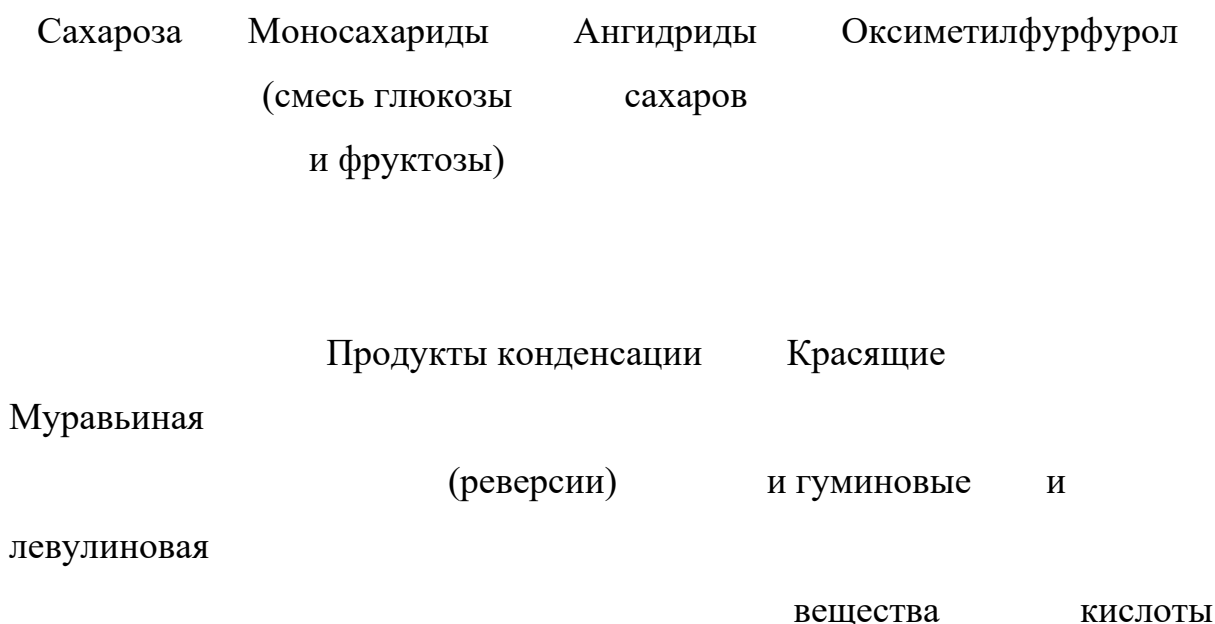 Сахароза Моносахариды Ангидриды Оксиметилфурфурол
(смесь глюкозы сахаров
и фруктозы)
Продукты конденсации Красящие
Муравьиная
(реверсии) и гуминовые и
левулиновая
вещества кислоты